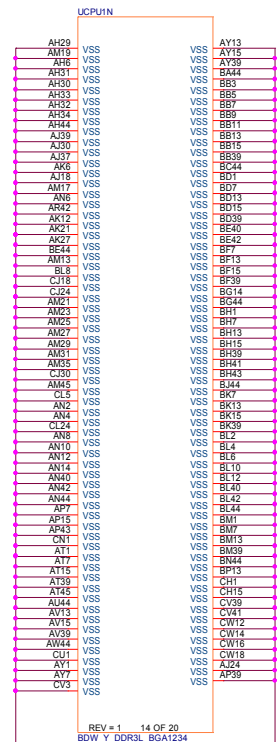 UCPU1N
AH29 VSS VSS AY13
AM19 VSS VSS AY15
AH6 VSS VSS AY39
AH31 VSS VSS BA44
AH30 VSS VSS BB3
AH33 VSS VSS BB5
AH32 VSS VSS BB7
AH34 VSS VSS BB9
AH44 VSS VSS BB11
AJ39 VSS VSS BB13
AJ30 VSS VSS BB15
AJ37 VSS VSS BB39
AK6 VSS VSS BC44
AJ18 VSS VSS BD1
AM17 VSS VSS BD7
AN6 VSS VSS BD13
AR42 VSS VSS BD15
AK12 VSS VSS BD39
AK21 VSS VSS BE40
AK27 VSS VSS BE42
BE44 VSS VSS BF7
AM13 VSS VSS BF13
BL8 VSS VSS BF15
CJ18 VSS VSS BF39
CJ24 VSS VSS BG14
AM21 VSS VSS BG44
AM23 VSS VSS BH1
AM25 VSS VSS BH7
AM27 VSS VSS BH13
AM29 VSS VSS BH15
AM31 VSS VSS BH39
AM35 VSS VSS BH41
CJ30 VSS VSS BH43
AM45 VSS VSS BJ44
CL5 VSS VSS BK7
AN2 VSS VSS BK13
AN4 VSS VSS BK15
CL24 VSS VSS BK39
AN8 VSS VSS BL2
AN10 VSS VSS BL4
AN12 VSS VSS BL6
AN14 VSS VSS BL10
AN40 VSS VSS BL12
AN42 VSS VSS BL40
AN44 VSS VSS BL42
AP7 VSS VSS BL44
AP15 VSS VSS BM1
AP43 VSS VSS BM7
CN1 VSS VSS BM13
AT1 VSS VSS BM39
AT7 VSS VSS BN44
AT15 VSS VSS BP13
AT39 VSS VSS CH1
AT45 VSS VSS CH15
AU44 VSS VSS CV39
AV13 VSS VSS CV41
AV15 VSS VSS CW12
AV39 VSS VSS CW14
AW44 VSS VSS CW16
CU1 VSS VSS CW18
AY1 VSS VSS AJ24
AY7 VSS VSS AP39
CV3 VSS
REV = 1 14 OF 20
BDW_Y_DDR3L_BGA1234